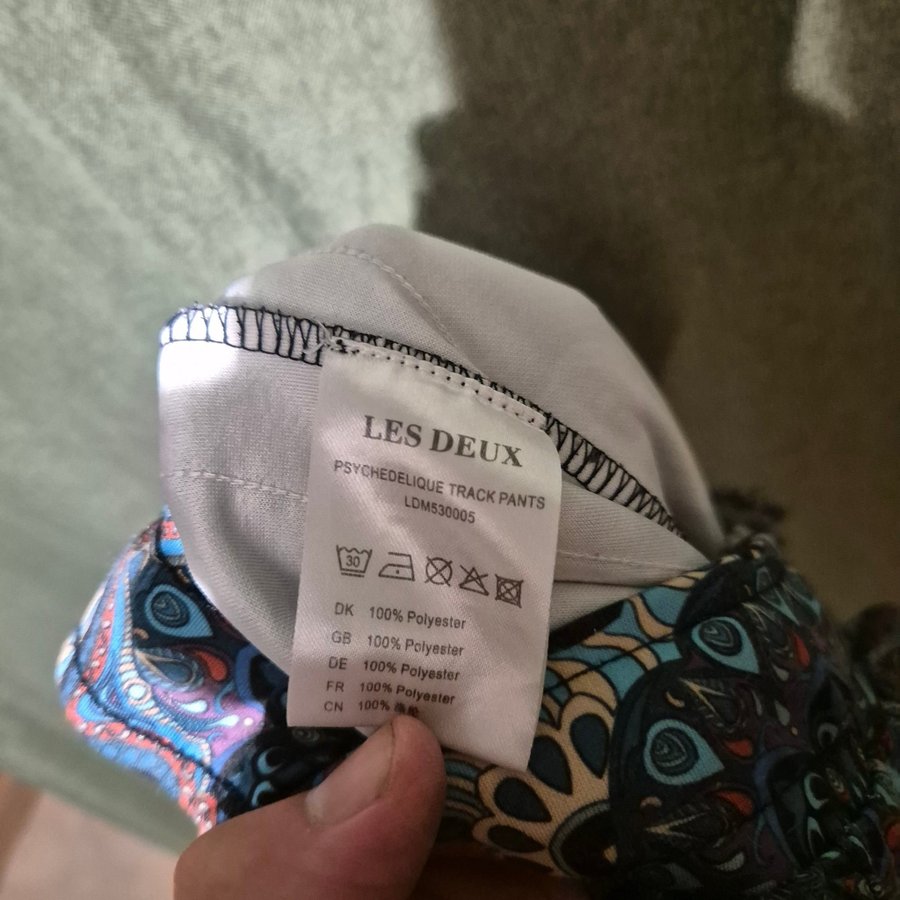 LES DEUX
PSYCHEDELIQUE TRACK PANTS
LDM530005
30
DK 100% Polyester
GB 100% Polyester
DE 100% Polyester
FR 100% Polyester
CN 100%